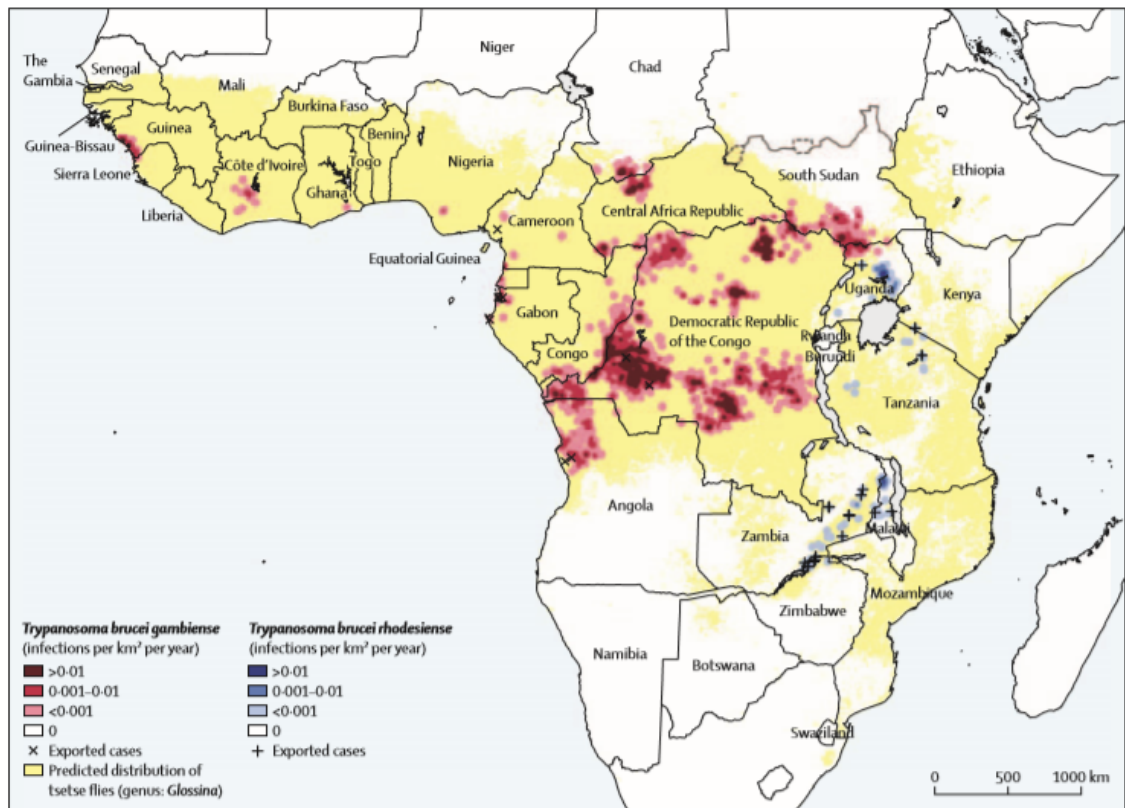 Niger
Chad
The
Gambia
Senegal
Mali
Burkina Faso
Guinea
Benin
Guinea-Bissau
Nigeria
Côte d'Ivoire
Togo
Ghana
Sierra Leone
Liberia
South Sudan
Ethiopia
Central Africa Republic
Cameroon
Equatorial Guinea
Uganda
Kenya
Gabon
Democratic Republic
of the Congo
Rwanda
Congo
Burundi
Tanzania
Angola
Zambia
Malawi
Mozambique
Zimbabwe
Namibia
Botswana
Swaziland
Trypanosoma brucei gambiense
(infections per km² per year)
>0·01
0·001–0·01
<0·001
0
Exported cases
Predicted distribution of
tsetse flies (genus: Glossina)
Trypanosoma brucei rhodesiense
(infections per km² per year)
>0·01
0·001–0·01
<0·001
0
Exported cases
0 500 1000 km